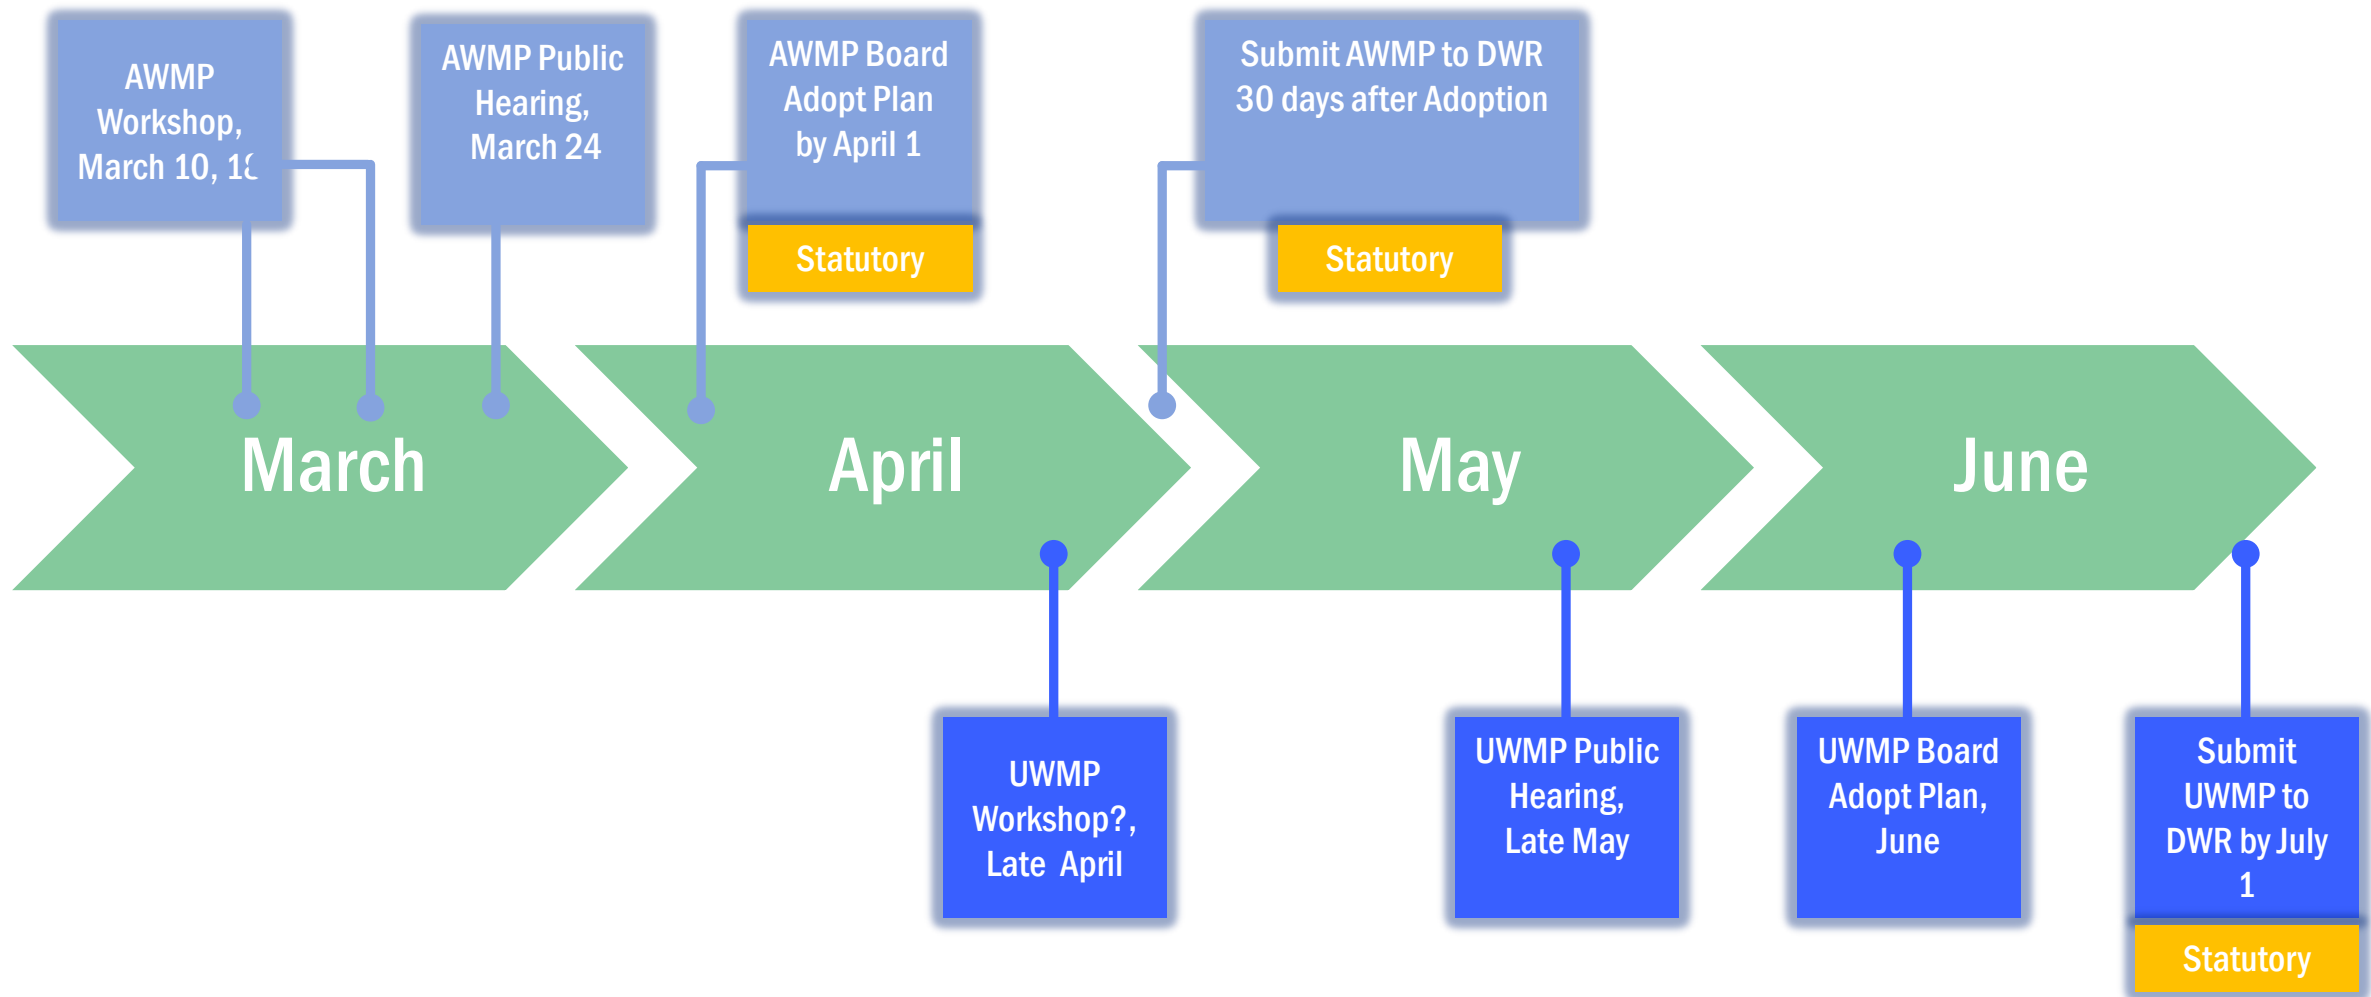 AWMP
Workshop,
March 10, 18
AWMP Public
Hearing,
March 24
AWMP Board
Adopt Plan
by April 1
Statutory
Submit AWMP to DWR
30 days after Adoption
Statutory
March
April
May
June
UWMP
Workshop?,
Late April
UWMP Public
Hearing,
Late May
UWMP Board
Adopt Plan,
June
Submit
UWMP to
DWR by July
1
Statutory